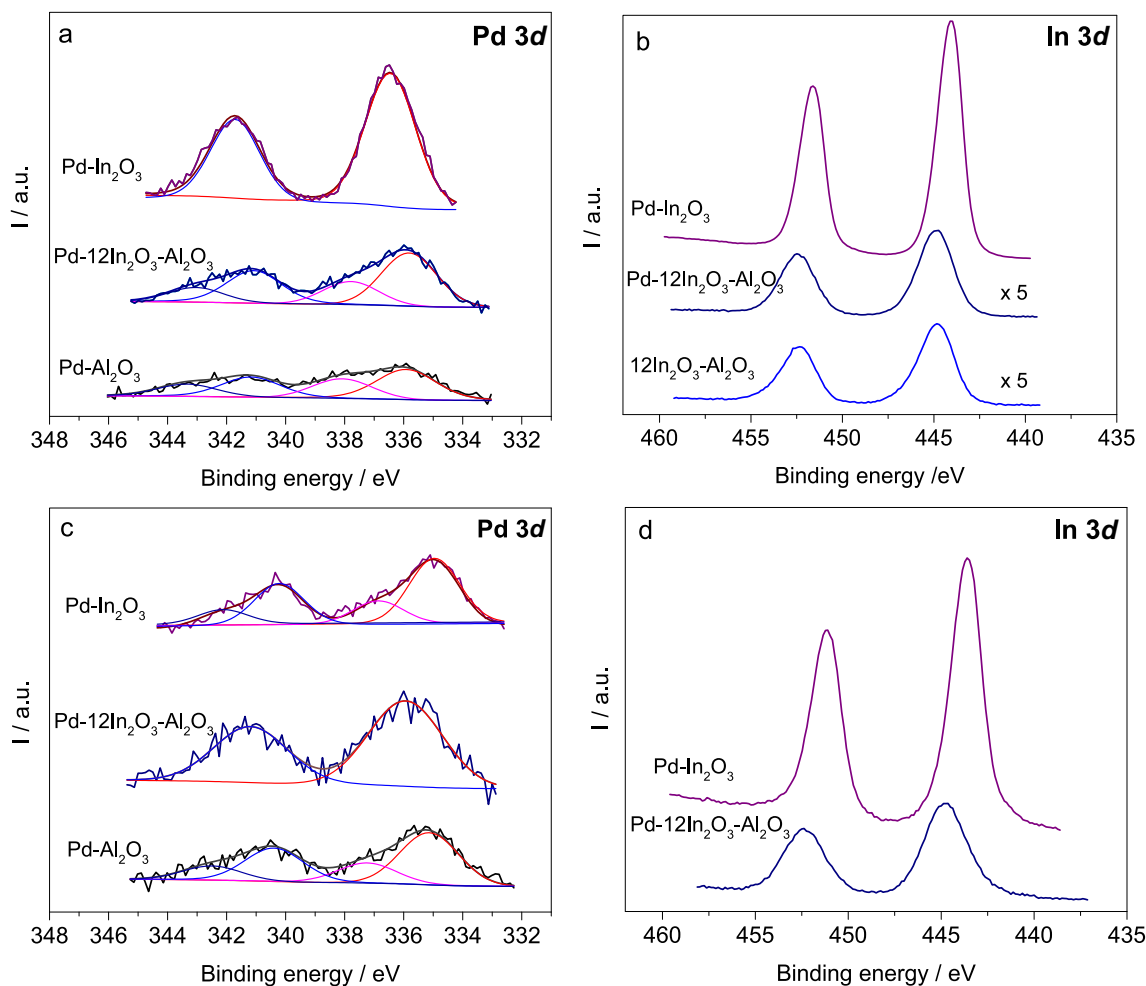 a
Pd 3d
Pd-In₂O₃
Pd-12In₂O₃-Al₂O₃
Pd-Al₂O₃
I / a.u.
348 346 344 342 340 338 336 334 332
Binding energy / eV
b
In 3d
Pd-In₂O₃
Pd-12In₂O₃-Al₂O₃
x 5
12In₂O₃-Al₂O₃
x 5
I / a.u.
460 455 450 445 440 435
Binding energy /eV
c
Pd 3d
Pd-In₂O₃
Pd-12In₂O₃-Al₂O₃
Pd-Al₂O₃
I / a.u.
348 346 344 342 340 338 336 334 332
Binding energy / eV
d
In 3d
Pd-In₂O₃
Pd-12In₂O₃-Al₂O₃
I / a.u.
460 455 450 445 440 435
Binding energy / eV